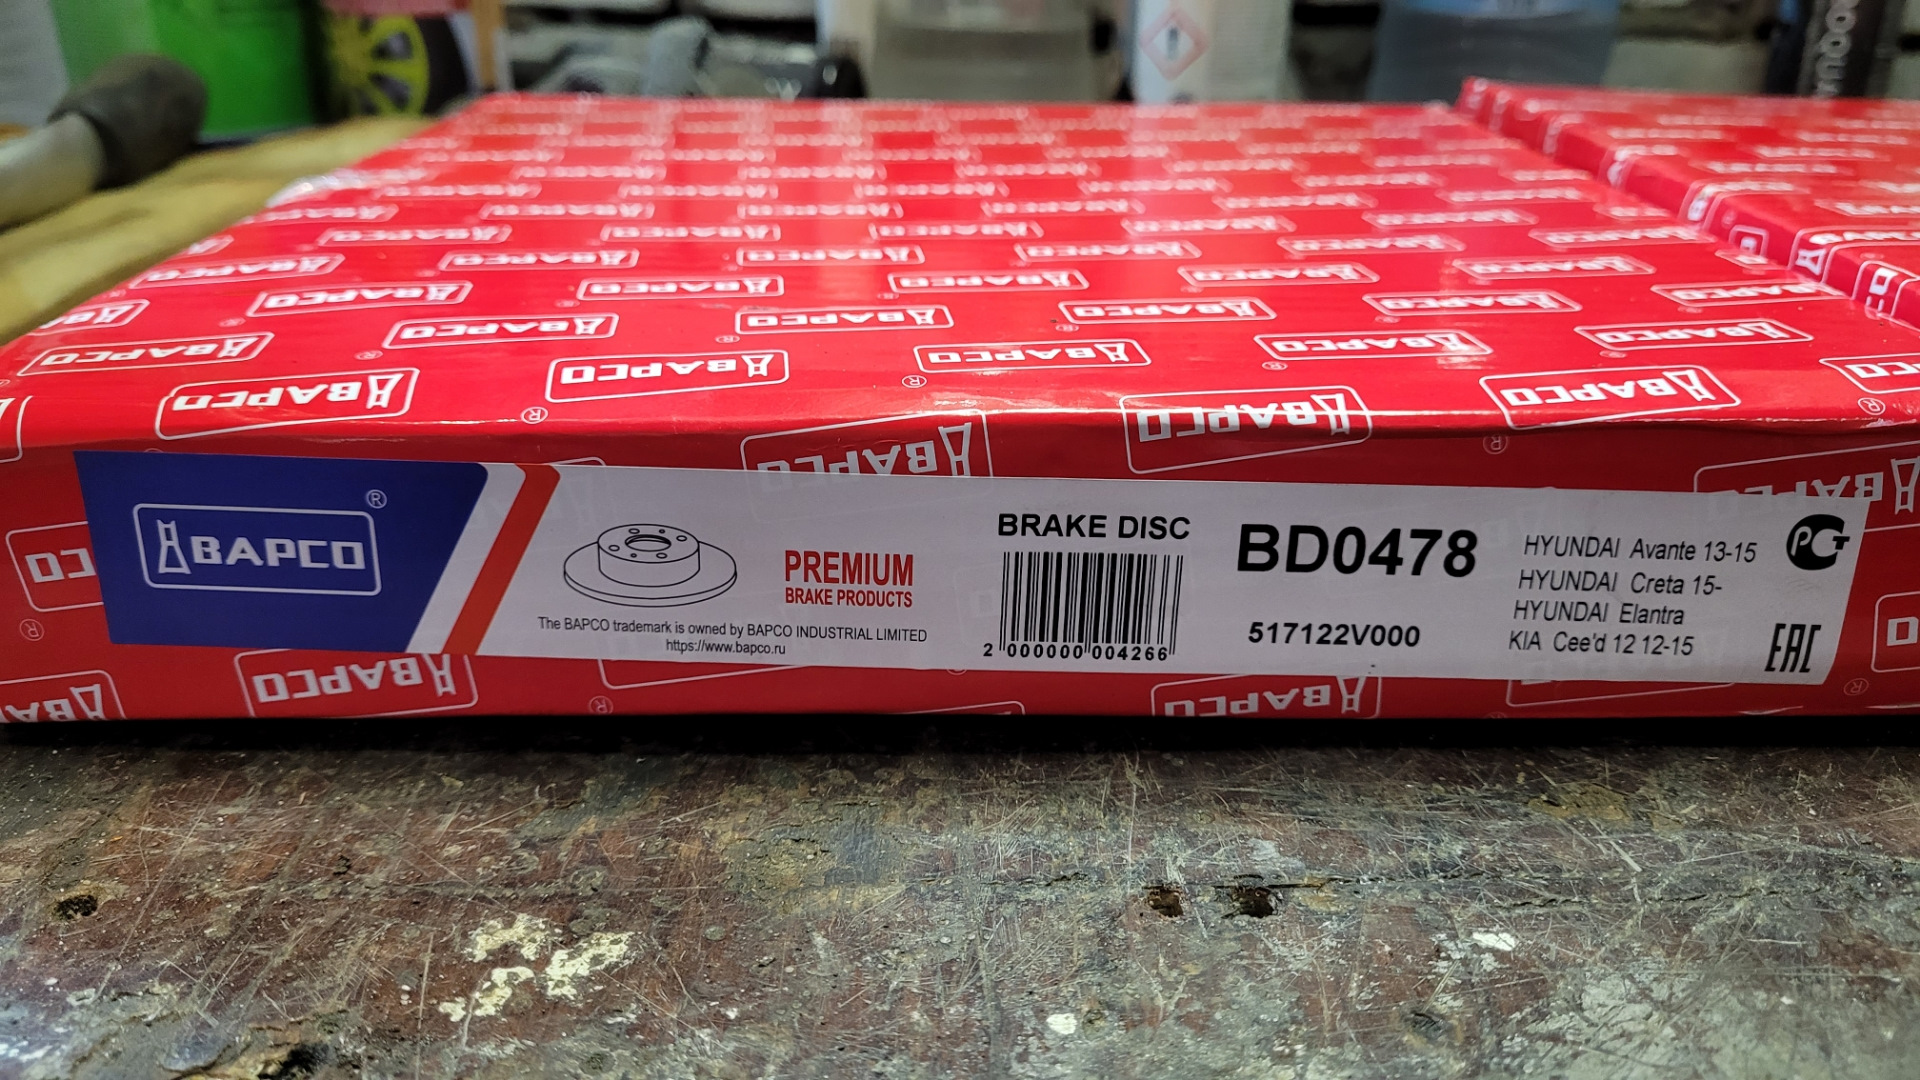 BAPCO ®
PREMIUM
BRAKE PRODUCTS
The BAPCO trademark is owned by BAPCO INDUSTRIAL LIMITED
https://www.bapco.ru
BRAKE DISC
2 000000 004266
BD0478
517122V000
HYUNDAI Avante 13-15
HYUNDAI Creta 15-
HYUNDAI Elantra
KIA Cee'd 12 12-15
РСТ
EAC
BAPCO ®